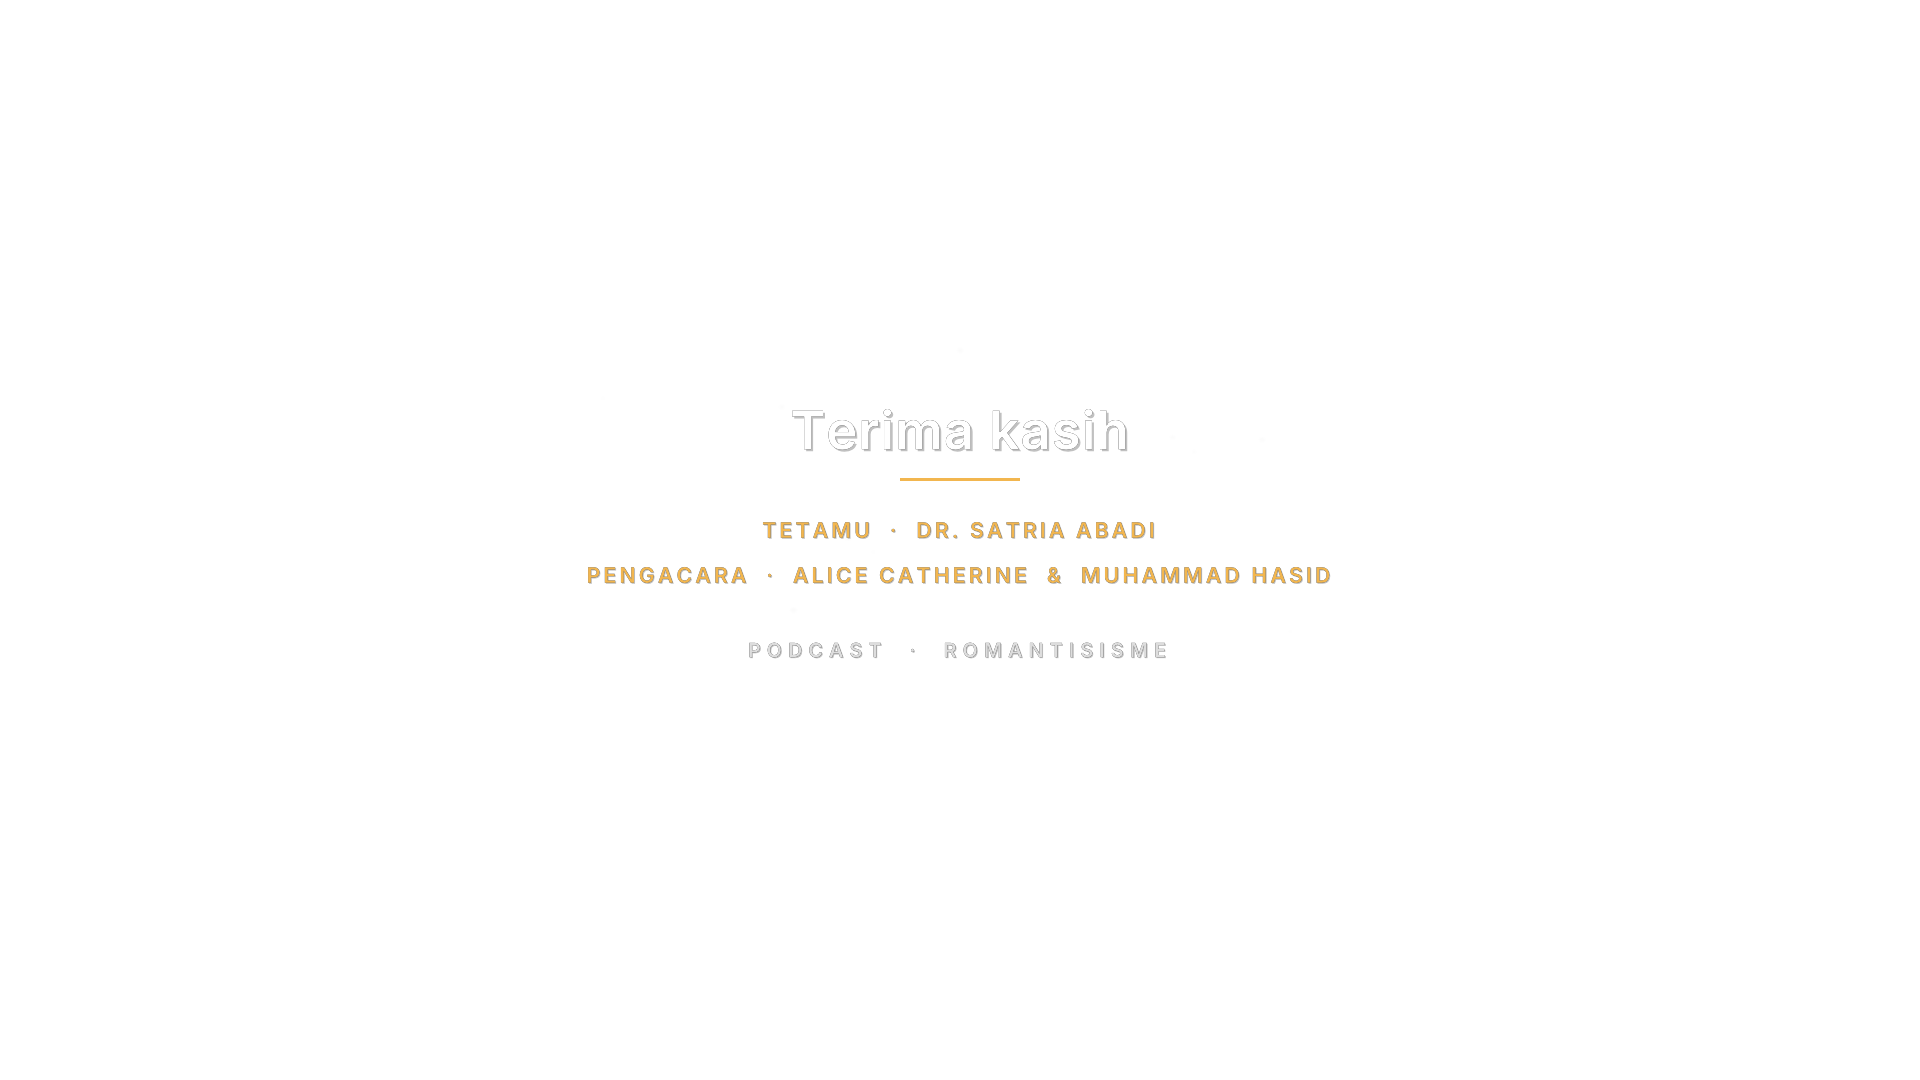 Terima kasih
TETAMU · DR. SATRIA ABADI
PENGACARA · ALICE CATHERINE & MUHAMMAD HASID
PODCAST · ROMANTISISME